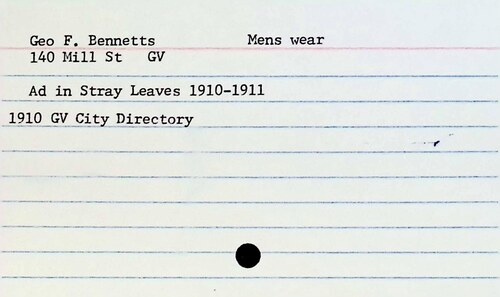 Geo F. Bennetts Mens wear
140 Mill St GV
Ad in Stray Leaves 1910-1911
1910 GV City Directory